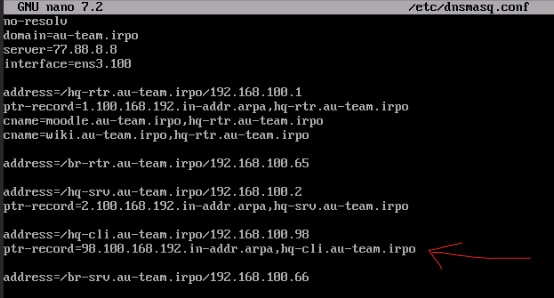 GNU nano 7.2 /etc/dnsmasq.conf
no-resolv
domain=au-team.irpo
server=77.88.8.8
interface=ens3.100
address=/hq-rtr.au-team.irpo/192.168.100.1
ptr-record=1.100.168.192.in-addr.arpa,hq-rtr.au-team.irpo
cname=moodle.au-team.irpo,hq-rtr.au-team.irpo
cname=wiki.au-team.irpo,hq-rtr.au-team.irpo
address=/br-rtr.au-team.irpo/192.168.100.65
address=/hq-srv.au-team.irpo/192.168.100.2
ptr-record=2.100.168.192.in-addr.arpa,hq-srv.au-team.irpo
address=/hq-cli.au-team.irpo/192.168.100.98
ptr-record=98.100.168.192.in-addr.arpa,hq-cli.au-team.irpo
address=/br-srv.au-team.irpo/192.168.100.66